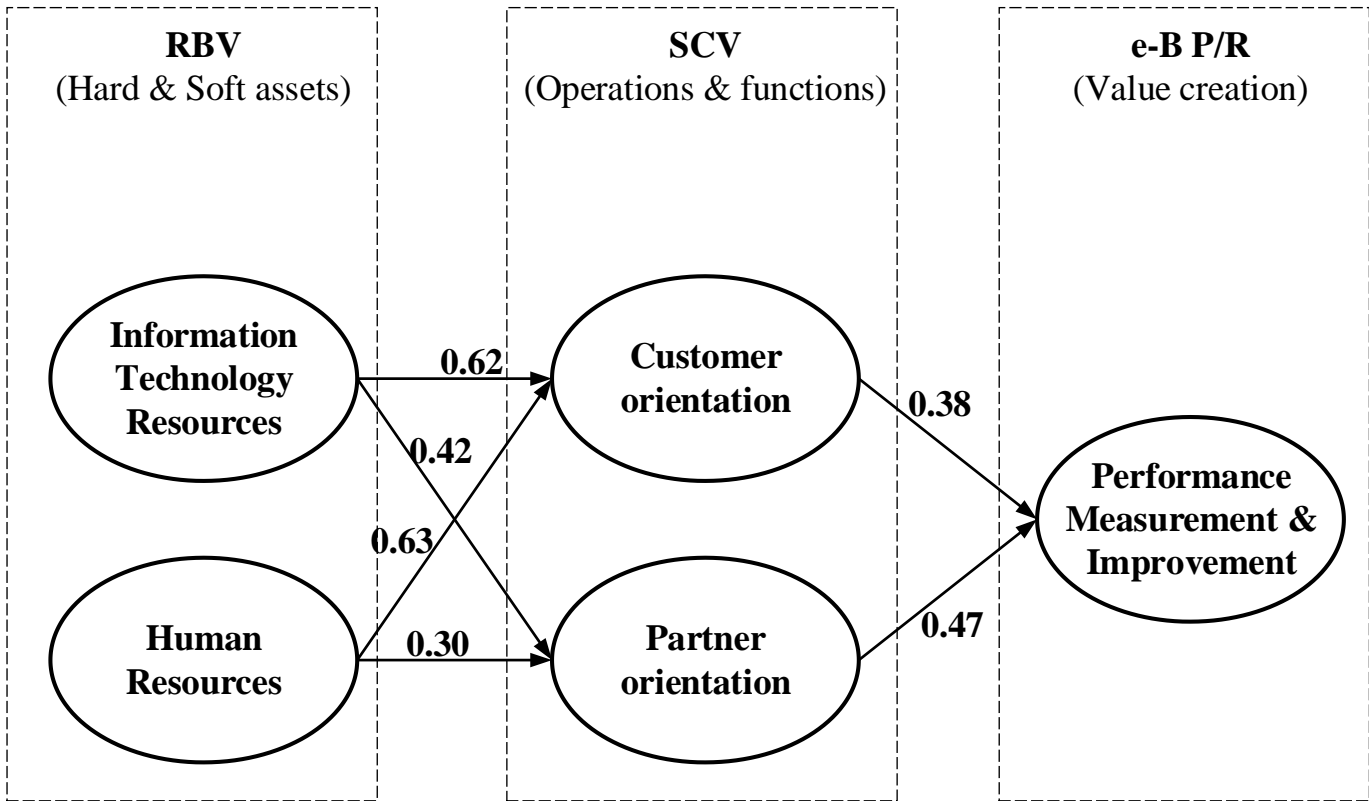 RBV
(Hard & Soft assets)
SCV
(Operations & functions)
e-B P/R
(Value creation)
Information
Technology
Resources
Human
Resources
0.62
0.42
0.63
0.30
Customer
orientation
Partner
orientation
0.38
0.47
Performance
Measurement &
Improvement